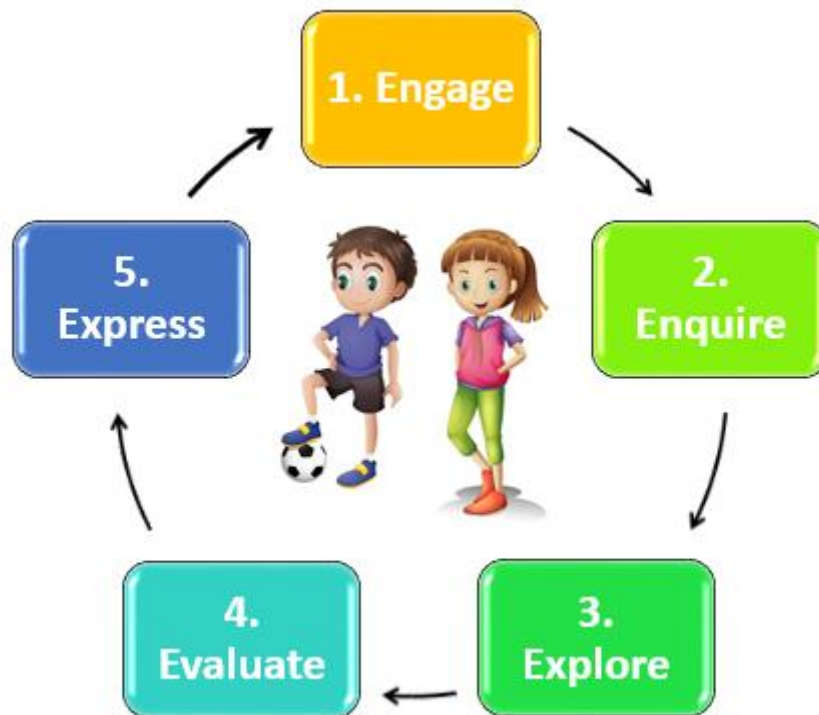 1. Engage
2.
Enquire
3.
Explore
4.
Evaluate
5.
Express